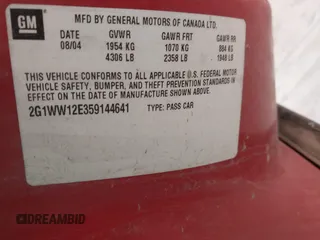 GM
MFD BY GENERAL MOTORS OF CANADA LTD.
DATE GVWR GAWR FRT GAWR RR
08/04 1954 KG 1070 KG 884 KG
4306 LB 2358 LB 1948 LB
THIS VEHICLE CONFORMS TO ALL APPLICABLE U.S. FEDERAL MOTOR
VEHICLE SAFETY, BUMPER, AND THEFT PREVENTION STANDARDS IN
EFFECT ON THE DATE OF MANUFACTURE SHOWN ABOVE.
2G1WW12E359144641 TYPE: PASS CAR
© DREAMBID